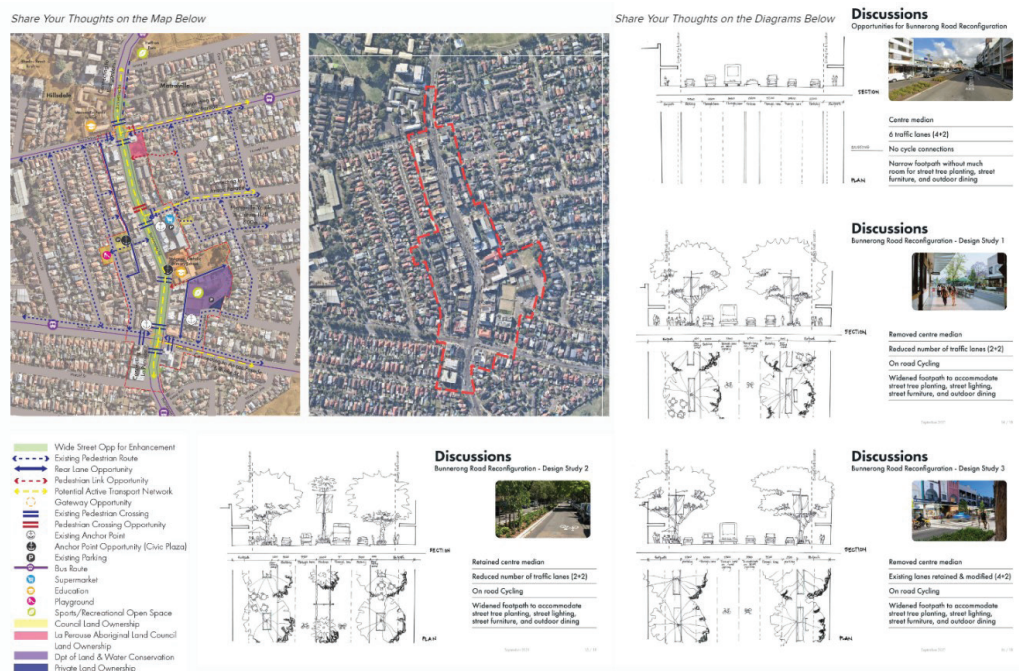 Share Your Thoughts on the Map Below
Share Your Thoughts on the Diagrams Below
Discussions
Opportunities for Bunnerong Road Reconfiguration
SECTION
PLAN
Centre median
6 traffic lanes (4+2)
No cycle connections
Narrow footpath without much
room for street tree planting, street
furniture, and outdoor dining
Hillsdale
Matraville
Discussions
Bunnerong Road Reconfiguration - Design Study 1
SECTION
PLAN
Removed centre median
Reduced number of traffic lanes (2+2)
On road Cycling
Widened footpath to accommodate
street tree planting, street lighting,
street furniture, and outdoor dining
Wide Street Opp for Enhancement
Existing Pedestrian Route
Rear Lane Opportunity
Pedestrian Link Opportunity
Potential Active Transport Network
Gateway Opportunity
Existing Pedestrian Crossing
Pedestrian Crossing Opportunity
Existing Anchor Point
Anchor Point Opportunity (Civic Plaza)
P Existing Parking
Bus Route
Supermarket
Education
Playground
Sports/Recreational Open Space
Council Land Ownership
La Perouse Aboriginal Land Council
Land Ownership
Dpt of Land & Water Conservation
Private Land Ownership
Discussions
Bunnerong Road Reconfiguration - Design Study 2
SECTION
PLAN
Retained centre median
Reduced number of traffic lanes (2+2)
On road Cycling
Widened footpath to accommodate
street tree planting, street lighting,
street furniture, and outdoor dining
Discussions
Bunnerong Road Reconfiguration - Design Study 3
SECTION
PLAN
Removed centre median
Existing lanes retained & modified (4+2)
On road Cycling
Widened footpath to accommodate
street tree planting, street lighting,
street furniture, and outdoor dining